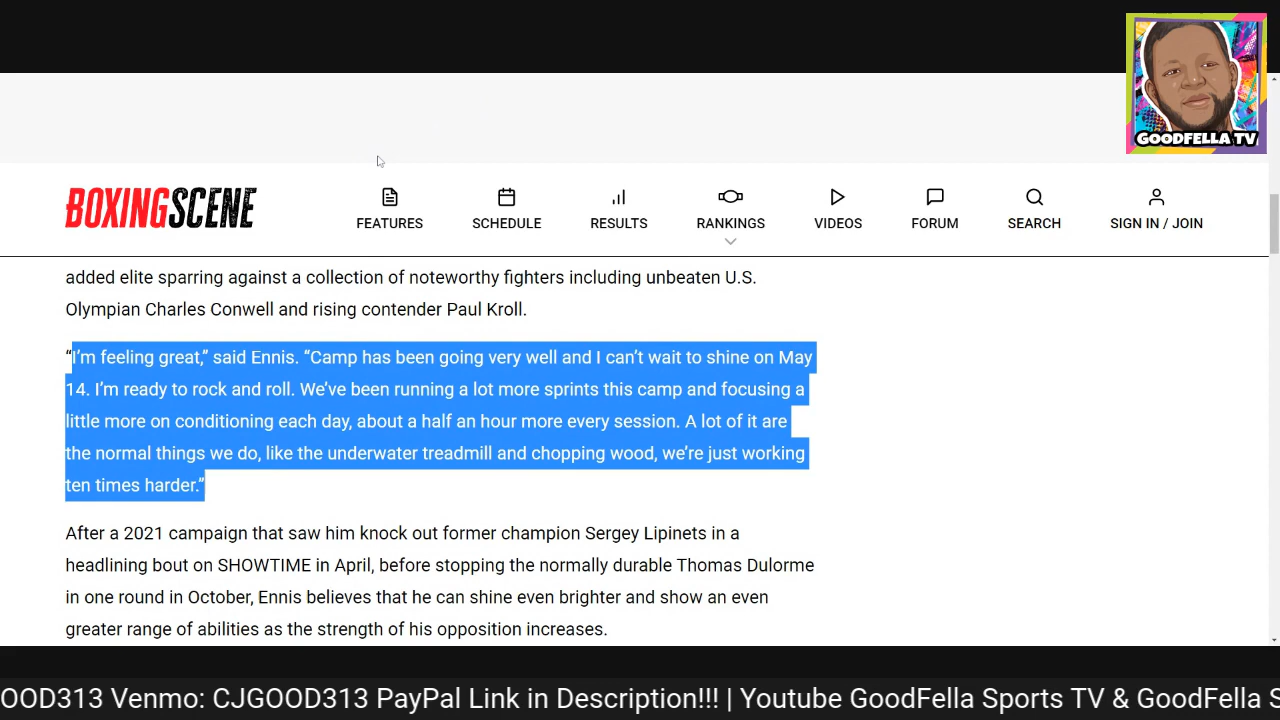 GOODFELLA TV
BOXINGSCENE
FEATURES
SCHEDULE
RESULTS
RANKINGS
VIDEOS
FORUM
SEARCH
SIGN IN / JOIN
added elite sparring against a collection of noteworthy fighters including unbeaten U.S.
Olympian Charles Conwell and rising contender Paul Kroll.
“I’m feeling great,” said Ennis. “Camp has been going very well and I can’t wait to shine on May
14. I’m ready to rock and roll. We’ve been running a lot more sprints this camp and focusing a
little more on conditioning each day, about a half an hour more every session. A lot of it are
the normal things we do, like the underwater treadmill and chopping wood, we’re just working
ten times harder.”
After a 2021 campaign that saw him knock out former champion Sergey Lipinets in a
headlining bout on SHOWTIME in April, before stopping the normally durable Thomas Dulorme
in one round in October, Ennis believes that he can shine even brighter and show an even
greater range of abilities as the strength of his opposition increases.
OOD313 Venmo: CJGOOD313 PayPal Link in Description!!! | Youtube GoodFella Sports TV & GoodFella S